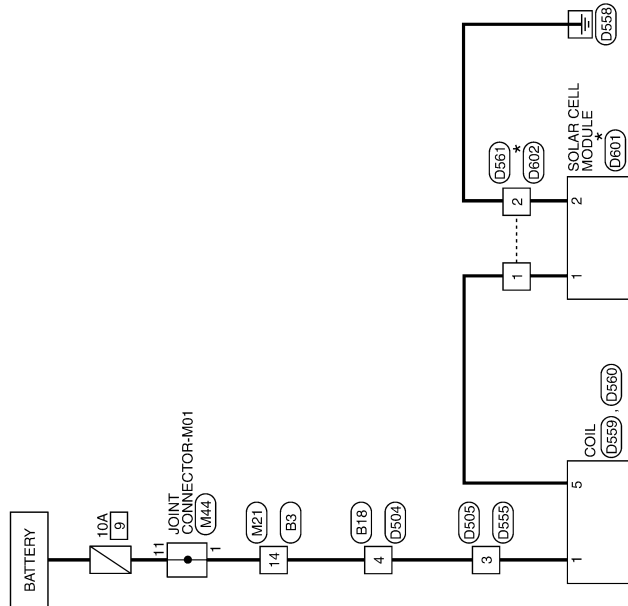 BATTERY
10A
9
11
JOINT
CONNECTOR-M01
M44
1
14
M21
B3
4
B18
D504
3
D505
D555
1
5
COIL
D559 , D560
1
2
D561
*
D602
1
2
SOLAR CELL
MODULE
*
D601
D558